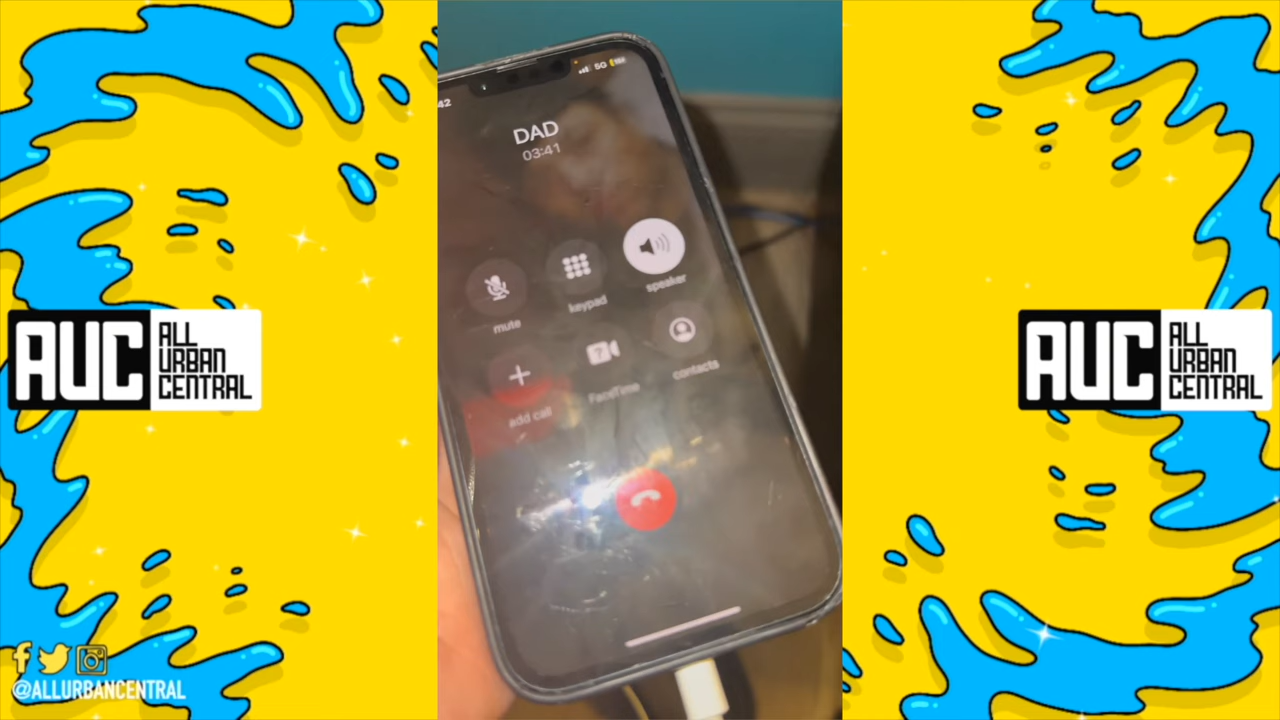 42
5G
DAD
03:41
mute
keypad
speaker
add call
FaceTime
contacts
AUC
ALL
URBAN
CENTRAL
AUC
ALL
URBAN
CENTRAL
@ALLURBANCENTRAL